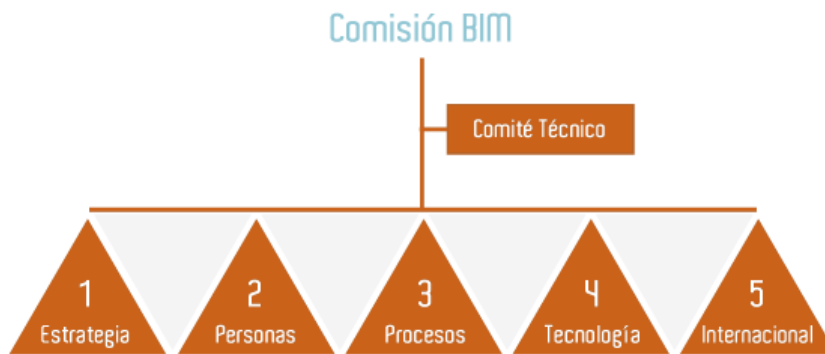 Comisión BIM
Comité Técnico
1
Estrategia
2
Personas
3
Procesos
4
Tecnología
5
Internacional